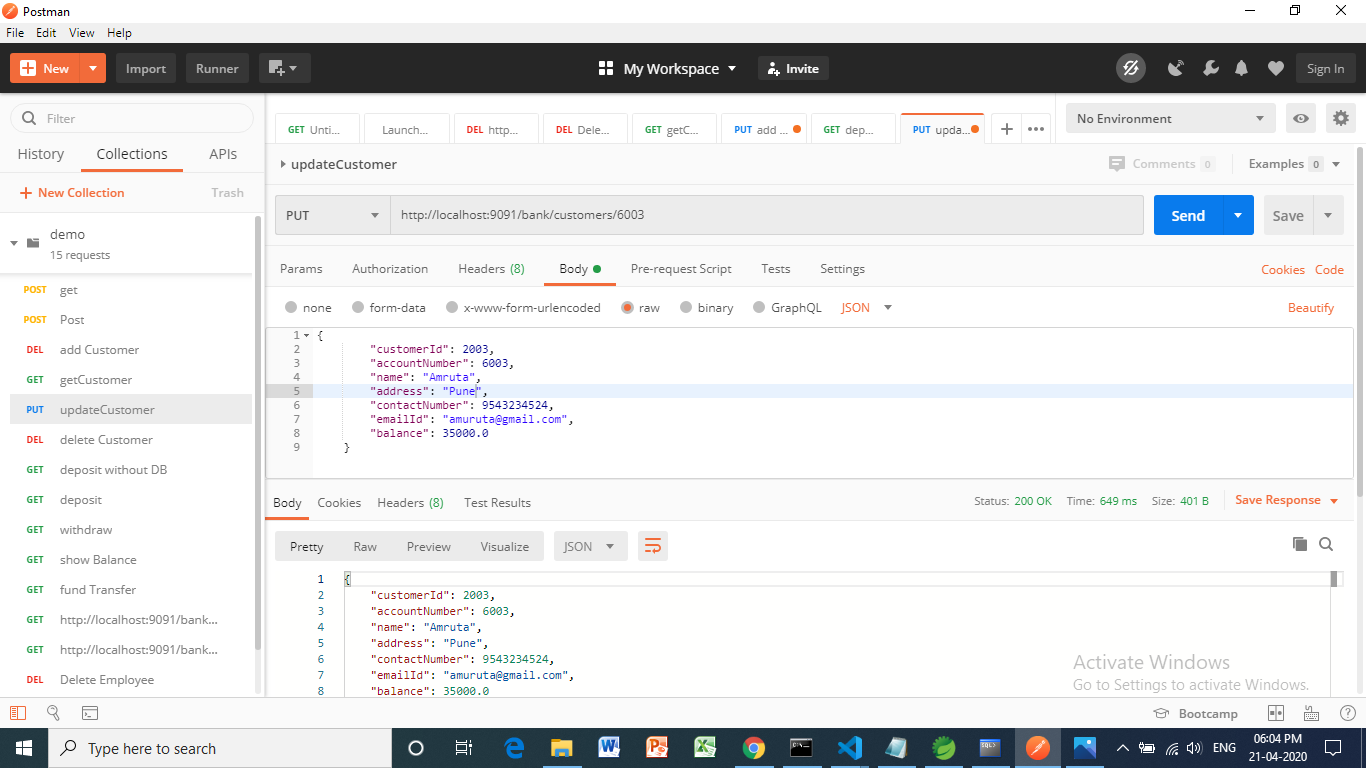 Postman
File Edit View Help
New Import Runner My Workspace Invite Sign In
Filter
History Collections APIs
New Collection Trash
demo
15 requests
POST get
POST Post
DEL add Customer
GET getCustomer
PUT updateCustomer
DEL delete Customer
GET deposit without DB
GET deposit
GET withdraw
GET show Balance
GET fund Transfer
GET http://localhost:9091/bank...
GET http://localhost:9091/bank...
DEL Delete Employee
GET Unti... Launch... DEL http... DEL Dele... GET getC... PUT add ... GET dep... PUT upda... No Environment
updateCustomer Comments 0 Examples 0
PUT http://localhost:9091/bank/customers/6003 Send Save
Params Authorization Headers (8) Body Pre-request Script Tests Settings Cookies Code
none form-data x-www-form-urlencoded raw binary GraphQL JSON Beautify
1 {
2 "customerId": 2003,
3 "accountNumber": 6003,
4 "name": "Amruta",
5 "address": "Pune",
6 "contactNumber": 9543234524,
7 "emailId": "amuruta@gmail.com",
8 "balance": 35000.0
9 }
Body Cookies Headers (8) Test Results Status: 200 OK Time: 649 ms Size: 401 B Save Response
Pretty Raw Preview Visualize JSON
1 {
2 "customerId": 2003,
3 "accountNumber": 6003,
4 "name": "Amruta",
5 "address": "Pune",
6 "contactNumber": 9543234524,
7 "emailId": "amuruta@gmail.com",
8 "balance": 35000.0
Activate Windows
Go to Settings to activate Windows.
Bootcamp
Type here to search
ENG
06:04 PM
21-04-2020